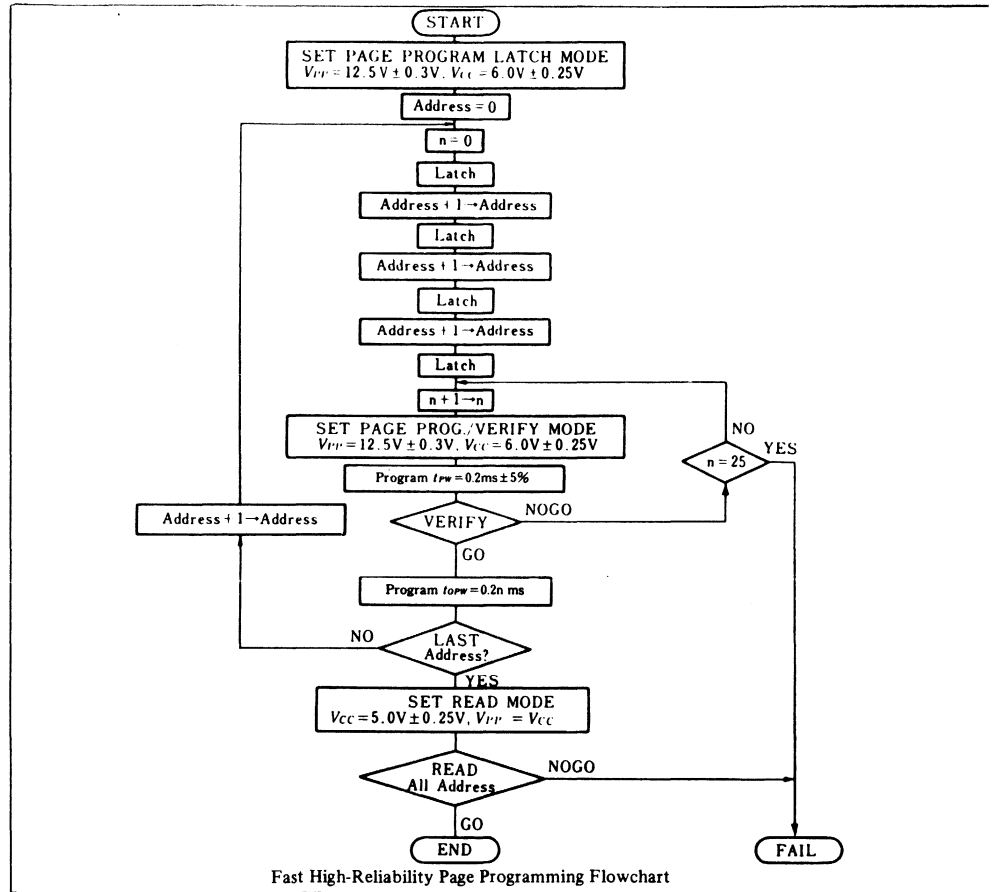 START
SET PAGE PROGRAM LATCH MODE
VPP = 12.5V ± 0.3V, VCC = 6.0V ± 0.25V
Address = 0
n = 0
Latch
Address + 1 → Address
Latch
Address + 1 → Address
Latch
Address + 1 → Address
Latch
n + 1 → n
SET PAGE PROG./VERIFY MODE
VPP = 12.5V ± 0.3V, VCC = 6.0V ± 0.25V
NO
YES
n = 25
Program tPW = 0.2ms ± 5%
NOGO
VERIFY
Address + 1 → Address
GO
Program tOPW = 0.2n ms
NO
LAST
Address?
YES
SET READ MODE
VCC = 5.0V ± 0.25V, VPP = VCC
NOGO
READ
All Address
GO
END
FAIL
Fast High-Reliability Page Programming Flowchart